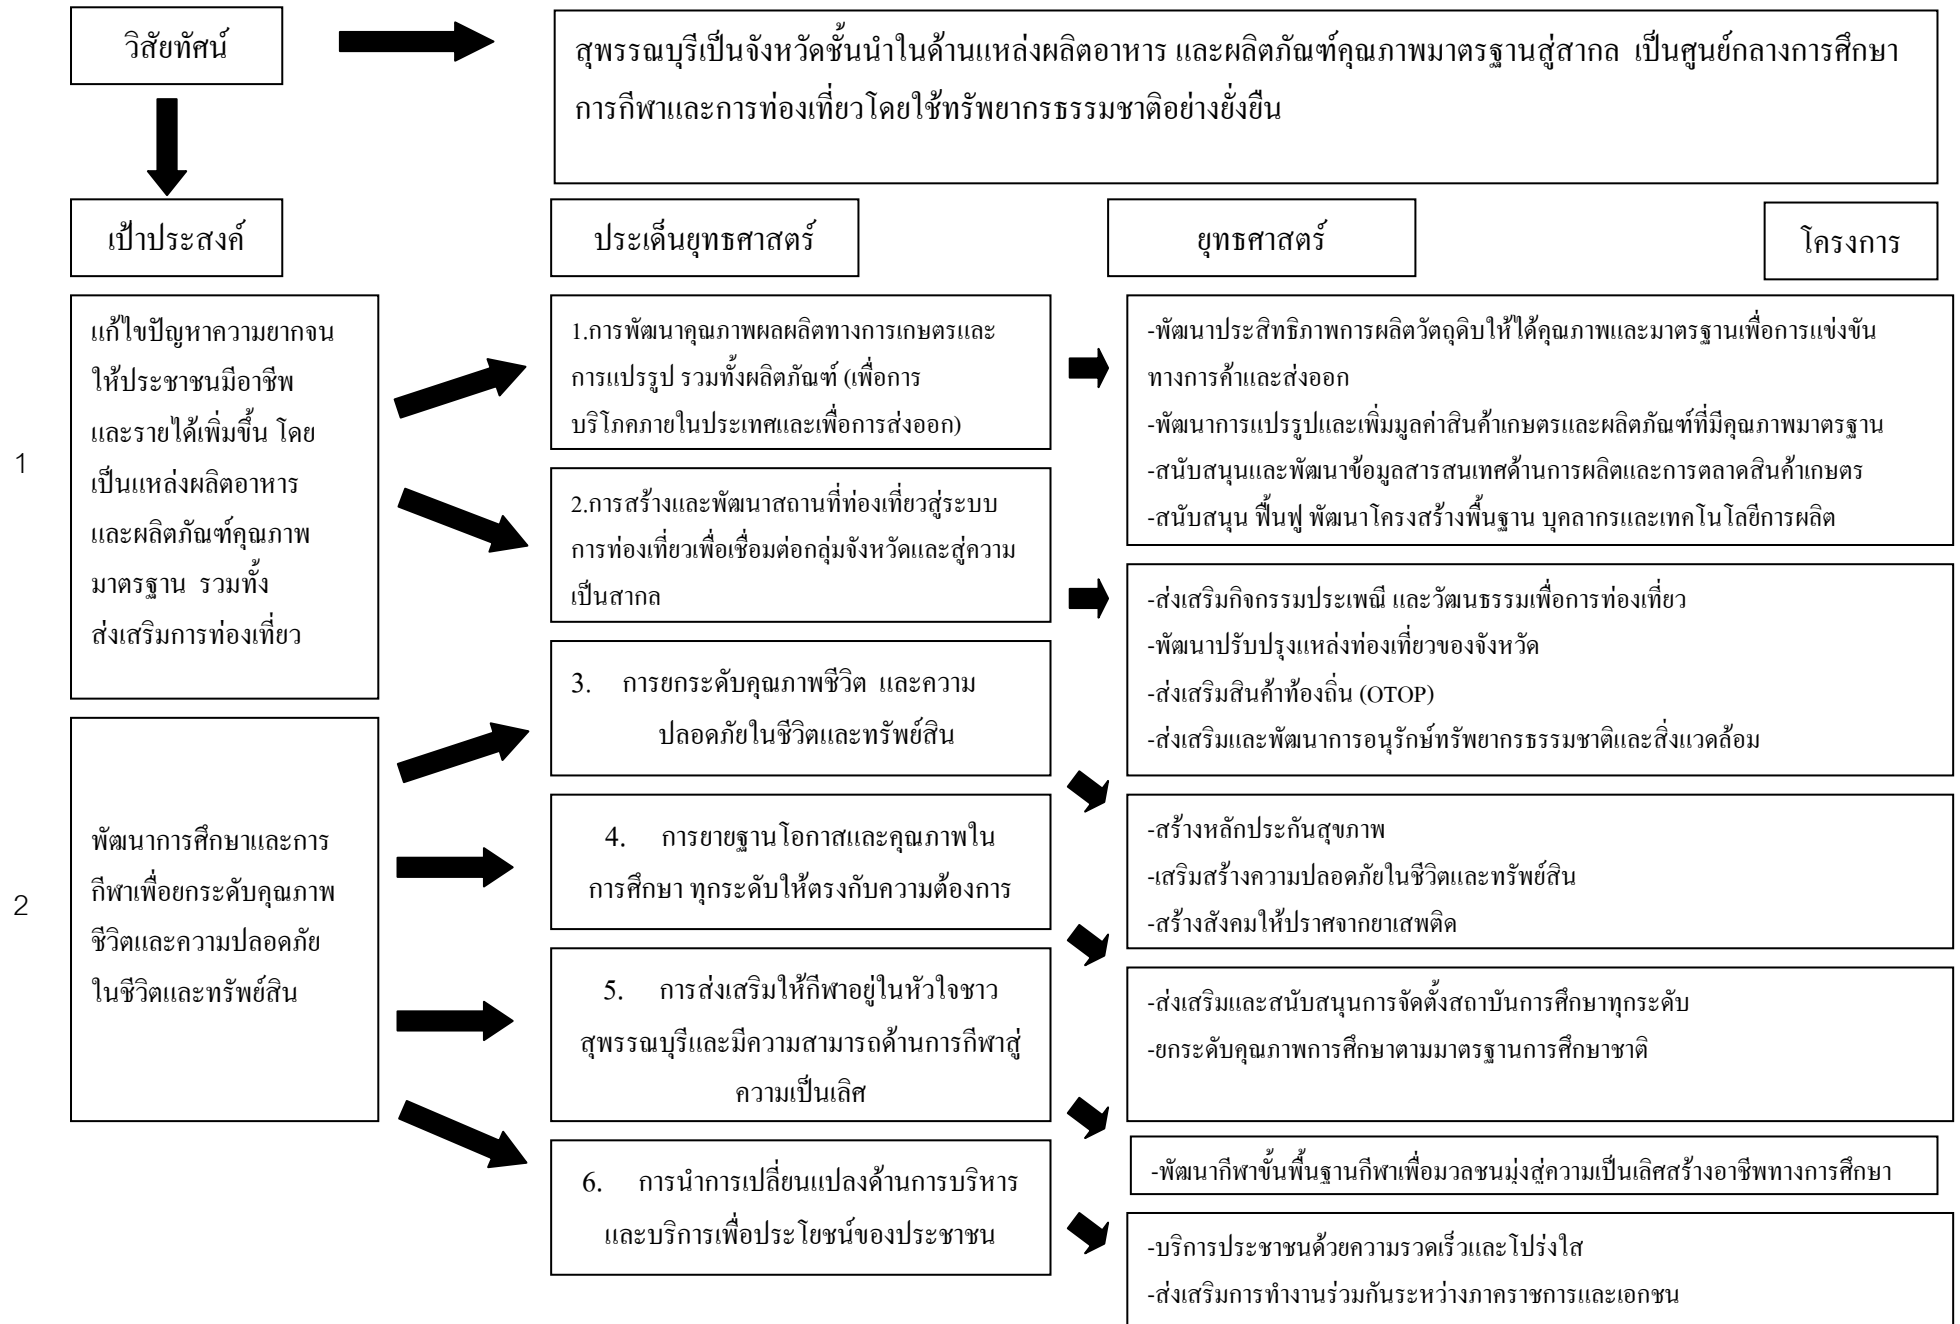 วิสัยทัศน์
สุพรรณบุรีเป็นจังหวัดชั้นนำในด้านแหล่งผลิตอาหาร และผลิตภัณฑ์คุณภาพมาตรฐานสู่สากล เป็นศูนย์กลางการศึกษา
การกีฬาและการท่องเที่ยวโดยใช้ทรัพยากรธรรมชาติอย่างยั่งยืน
เป้าประสงค์
ประเด็นยุทธศาสตร์
ยุทธศาสตร์
โครงการ
1
แก้ไขปัญหาความยากจน
ให้ประชาชนมีอาชีพ
และรายได้เพิ่มขึ้น โดย
เป็นแหล่งผลิตอาหาร
และผลิตภัณฑ์คุณภาพ
มาตรฐาน รวมทั้ง
ส่งเสริมการท่องเที่ยว
2
พัฒนาการศึกษาและการ
กีฬาเพื่อยกระดับคุณภาพ
ชีวิตและความปลอดภัย
ในชีวิตและทรัพย์สิน
1.การพัฒนาคุณภาพผลผลิตทางการเกษตรและ
การแปรรูป รวมทั้งผลิตภัณฑ์ (เพื่อการ
บริโภคภายในประเทศและเพื่อการส่งออก)
2.การสร้างและพัฒนาสถานที่ท่องเที่ยวสู่ระบบ
การท่องเที่ยวเพื่อเชื่อมต่อกลุ่มจังหวัดและสู่ความ
เป็นสากล
3. การยกระดับคุณภาพชีวิต และความ
ปลอดภัยในชีวิตและทรัพย์สิน
4. การยายฐานโอกาสและคุณภาพใน
การศึกษา ทุกระดับให้ตรงกับความต้องการ
5. การส่งเสริมให้กีฬาอยู่ในหัวใจชาว
สุพรรณบุรีและมีความสามารถด้านการกีฬาสู่
ความเป็นเลิศ
6. การนำการเปลี่ยนแปลงด้านการบริหาร
และบริการเพื่อประโยชน์ของประชาชน
-พัฒนาประสิทธิภาพการผลิตวัตถุดิบให้ได้คุณภาพและมาตรฐานเพื่อการแข่งขัน
ทางการค้าและส่งออก
-พัฒนาการแปรรูปและเพิ่มมูลค่าสินค้าเกษตรและผลิตภัณฑ์ที่มีคุณภาพมาตรฐาน
-สนับสนุนและพัฒนาข้อมูลสารสนเทศด้านการผลิตและการตลาดสินค้าเกษตร
-สนับสนุน ฟื้นฟู พัฒนาโครงสร้างพื้นฐาน บุคลากรและเทคโนโลยีการผลิต
-ส่งเสริมกิจกรรมประเพณี และวัฒนธรรมเพื่อการท่องเที่ยว
-พัฒนาปรับปรุงแหล่งท่องเที่ยวของจังหวัด
-ส่งเสริมสินค้าท้องถิ่น (OTOP)
-ส่งเสริมและพัฒนาการอนุรักษ์ทรัพยากรธรรมชาติและสิ่งแวดล้อม
-สร้างหลักประกันสุขภาพ
-เสริมสร้างความปลอดภัยในชีวิตและทรัพย์สิน
-สร้างสังคมให้ปราศจากยาเสพติด
-ส่งเสริมและสนับสนุนการจัดตั้งสถาบันการศึกษาทุกระดับ
-ยกระดับคุณภาพการศึกษาตามมาตรฐานการศึกษาชาติ
-พัฒนากีฬาขั้นพื้นฐานกีฬาเพื่อมวลชนมุ่งสู่ความเป็นเลิศสร้างอาชีพทางการศึกษา
-บริการประชาชนด้วยความรวดเร็วและโปร่งใส
-ส่งเสริมการทำงานร่วมกันระหว่างภาคราชการและเอกชน